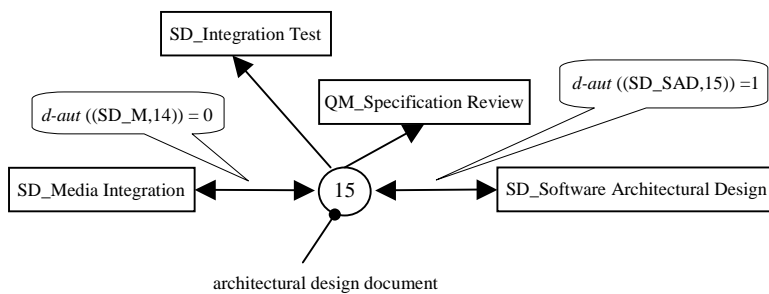 SD_Integration Test
d-aut ((SD_M,14)) = 0
QM_Specification Review
d-aut ((SD_SAD,15)) =1
SD_Media Integration
15
SD_Software Architectural Design
architectural design document